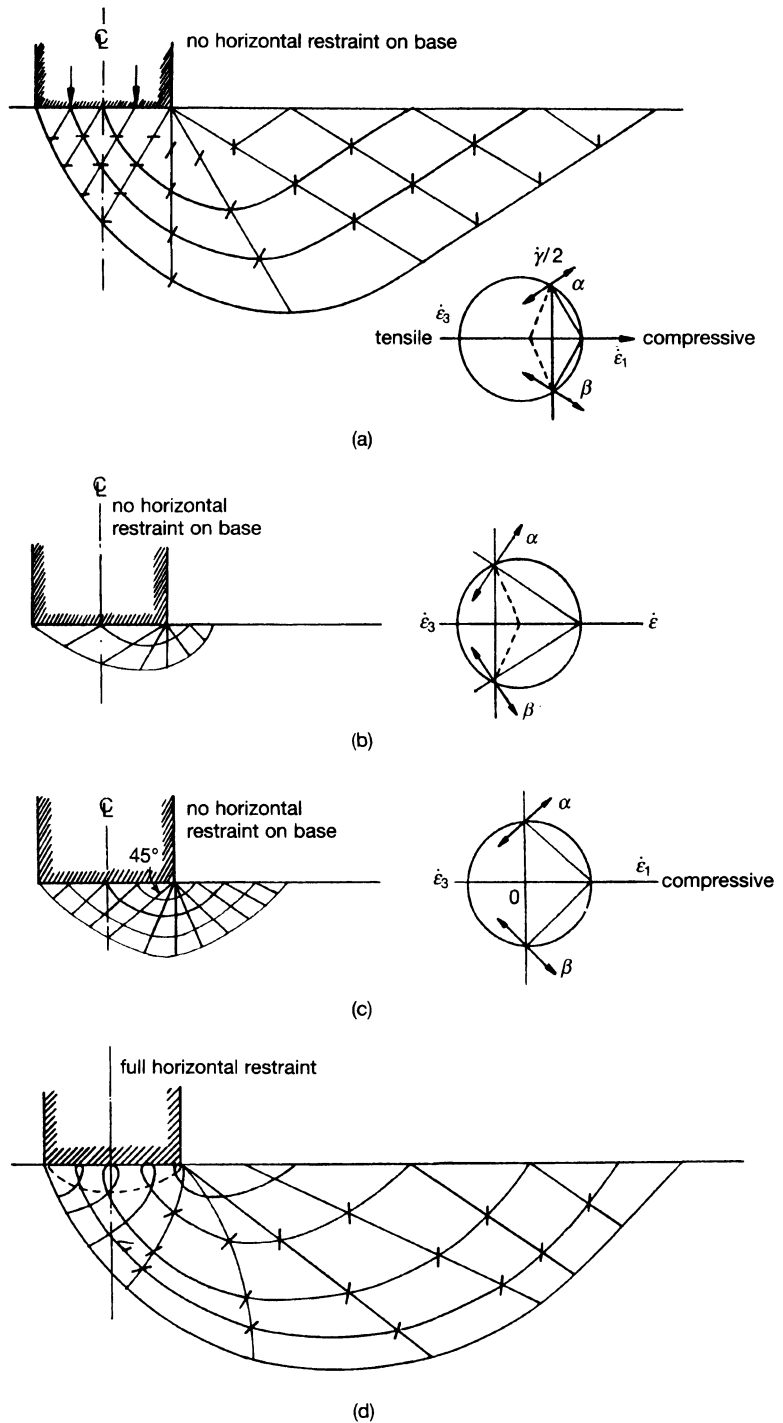 ℄
no horizontal restraint on base
γ̇/2
α
ε̇₃
tensile
compressive
ε̇₁
β
(a)
℄
no horizontal
restraint on base
α
ε̇₃
ε̇
β
(b)
℄
no horizontal
restraint on base
45°
α
ε̇₃
ε̇₁
0
compressive
β
(c)
full horizontal restraint
(d)